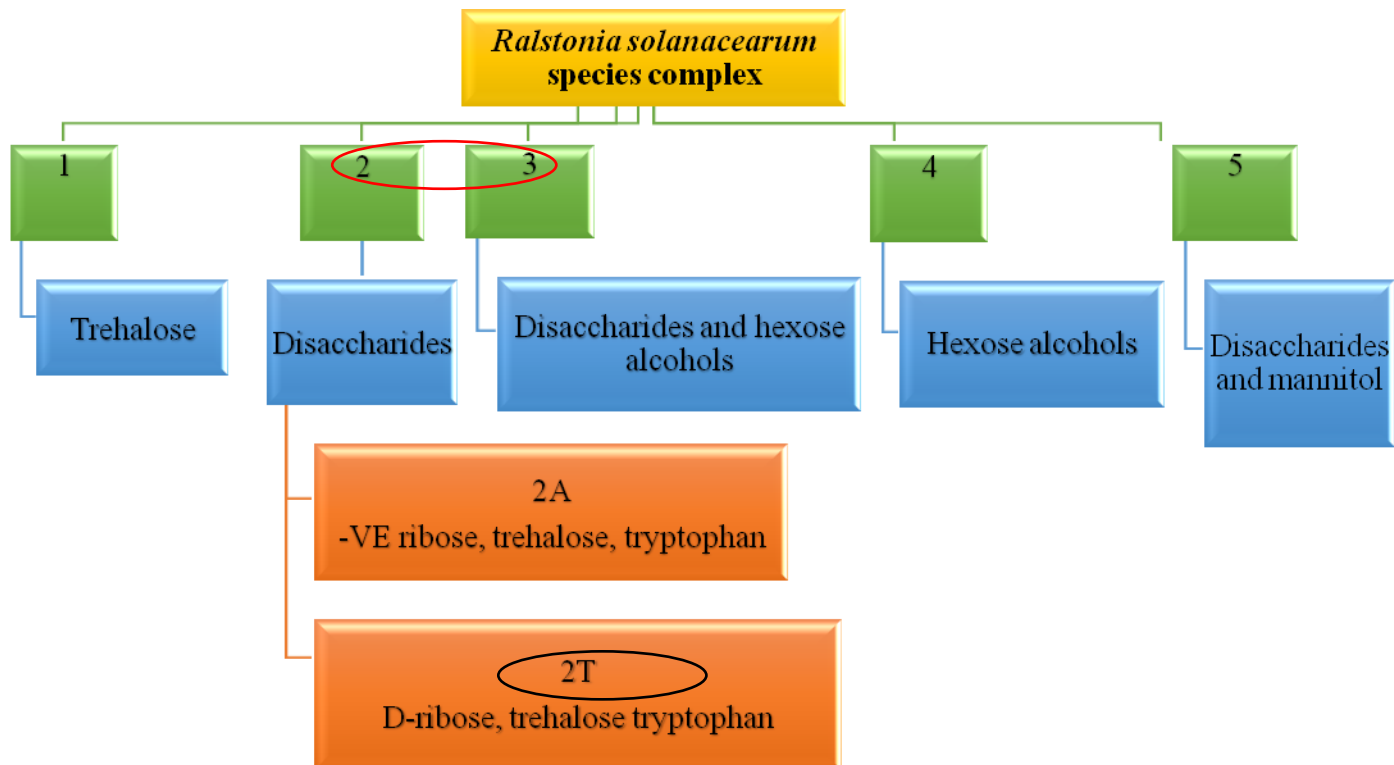 Ralstonia solanacearum
species complex
1
2
3
4
5
Trehalose
Disaccharides
Disaccharides and hexose
alcohols
Hexose alcohols
Disaccharides
and mannitol
2A
-VE ribose, trehalose, tryptophan
2T
D-ribose, trehalose tryptophan